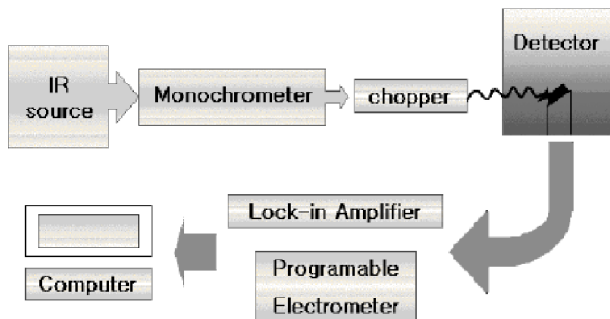 IR
source
Monochrometer
chopper
Detector
Lock-in Amplifier
Programable
Electrometer
Computer